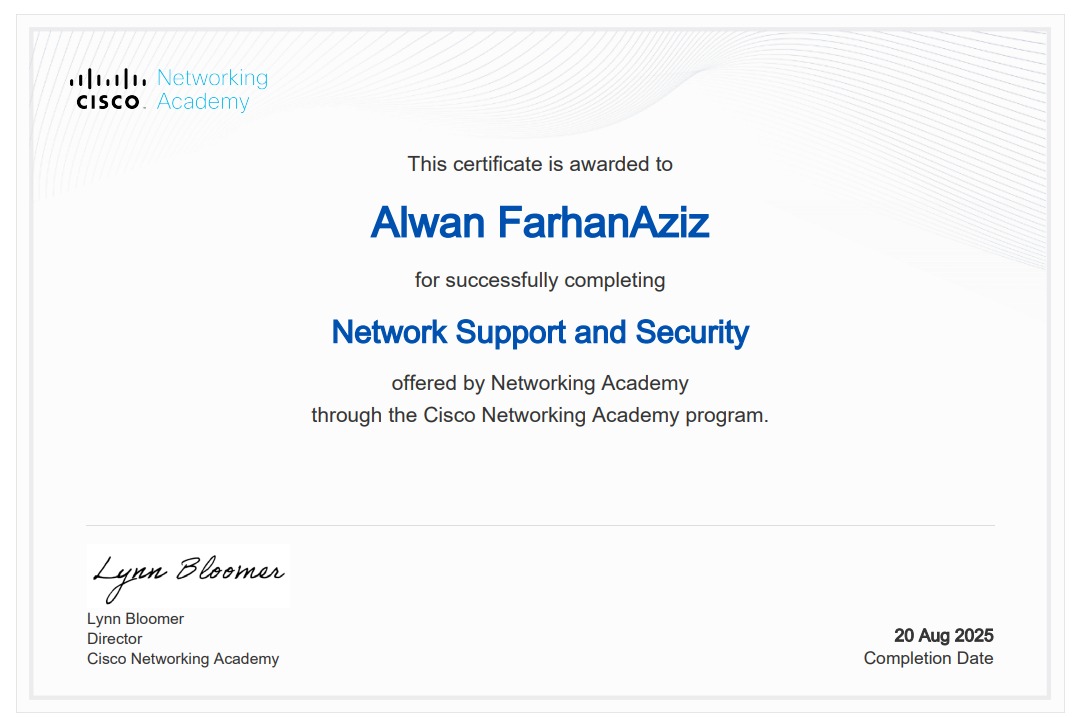 Networking
CISCO. Academy
This certificate is awarded to
Alwan FarhanAziz
for successfully completing
Network Support and Security
offered by Networking Academy
through the Cisco Networking Academy program.
Lynn Bloomer
Lynn Bloomer
Director
Cisco Networking Academy
20 Aug 2025
Completion Date